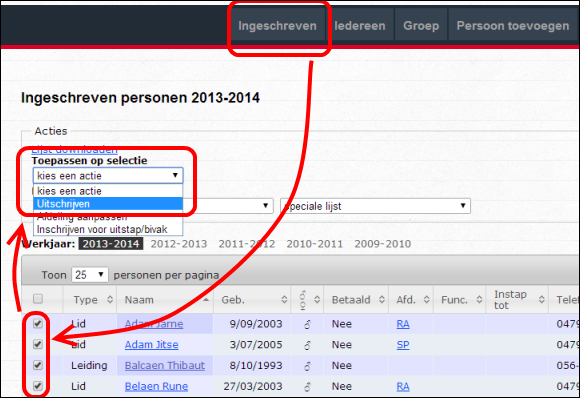 Ingeschreven Iedereen Groep Persoon toevoegen
Ingeschreven personen 2013-2014
Acties
Lijst downloaden
Toepassen op selectie
kies een actie
kies een actie
Uitschrijven
Afdeling aanpassen
Inschrijven voor uitstap/bivak
speciale lijst
Werkjaar: 2013-2014 2012-2013 2011-2012 2010-2011 2009-2010
Toon 25 personen per pagina
Type Naam Geb. Betaald Afd. Func. Instap tot Telef
Lid Adam Jarne 9/09/2003 ♂ Nee RA 0479
Lid Adam Jitse 3/07/2005 ♂ Nee SP 0479
Leiding Balcaen Thibaut 8/10/1993 ♂ Nee 056-
Lid Belaen Rune 27/03/2003 ♂ Nee RA 0479